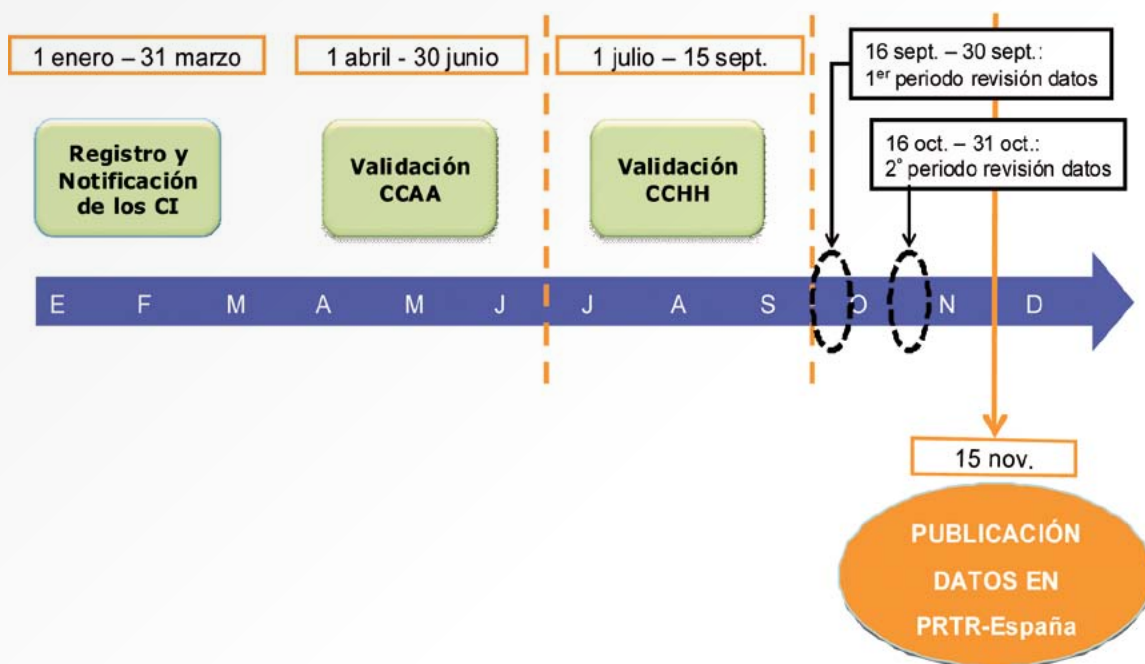 1 enero – 31 marzo
1 abril - 30 junio
1 julio – 15 sept.
16 sept. – 30 sept.:
1er periodo revisión datos
16 oct. – 31 oct.:
2° periodo revisión datos
Registro y
Notificación
de los CI
Validación
CCAA
Validación
CCHH
E F M A M J J A S O N D
15 nov.
PUBLICACIÓN
DATOS EN
PRTR-España